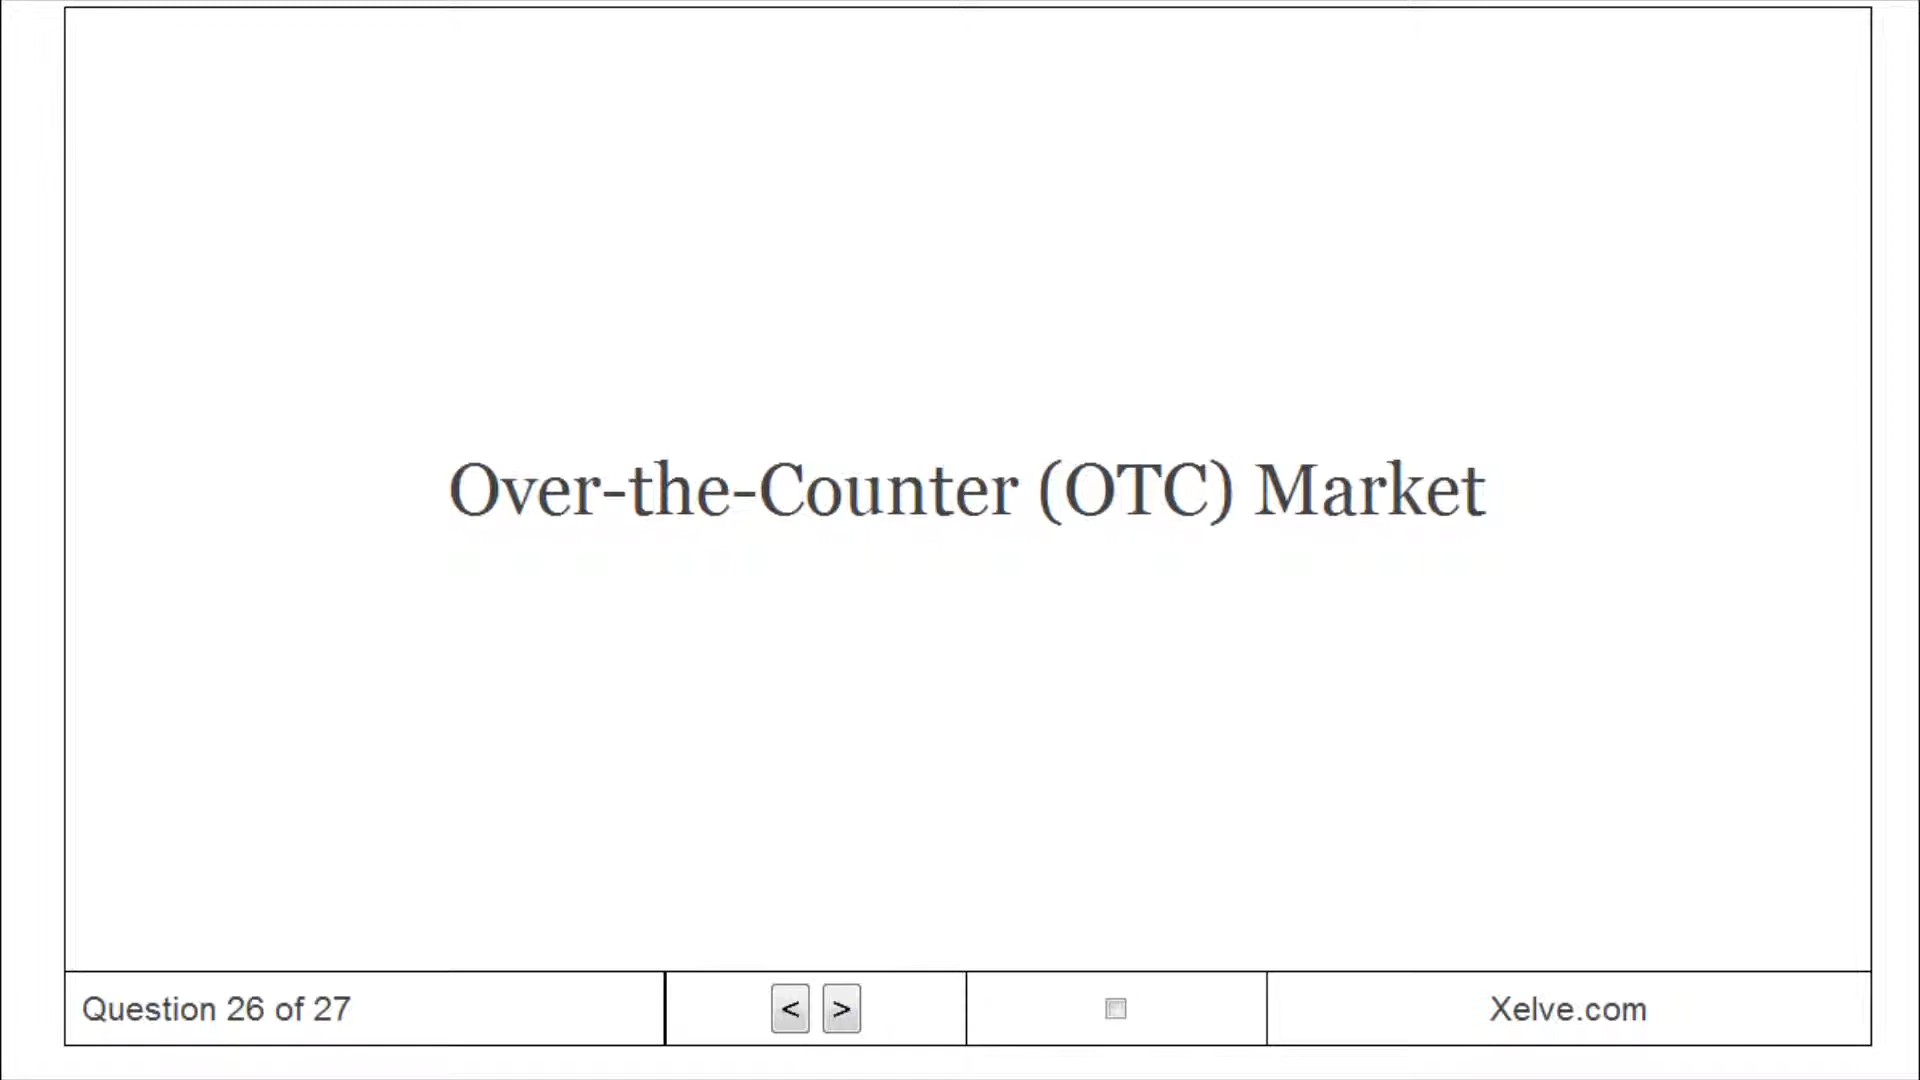 Over-the-Counter (OTC) Market
Question 26 of 27
< >
Xelve.com